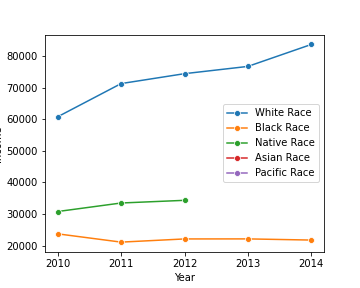 80000
70000
60000
50000
40000
30000
20000
2010
2011
2012
2013
2014
Year
White Race
Black Race
Native Race
Asian Race
Pacific Race